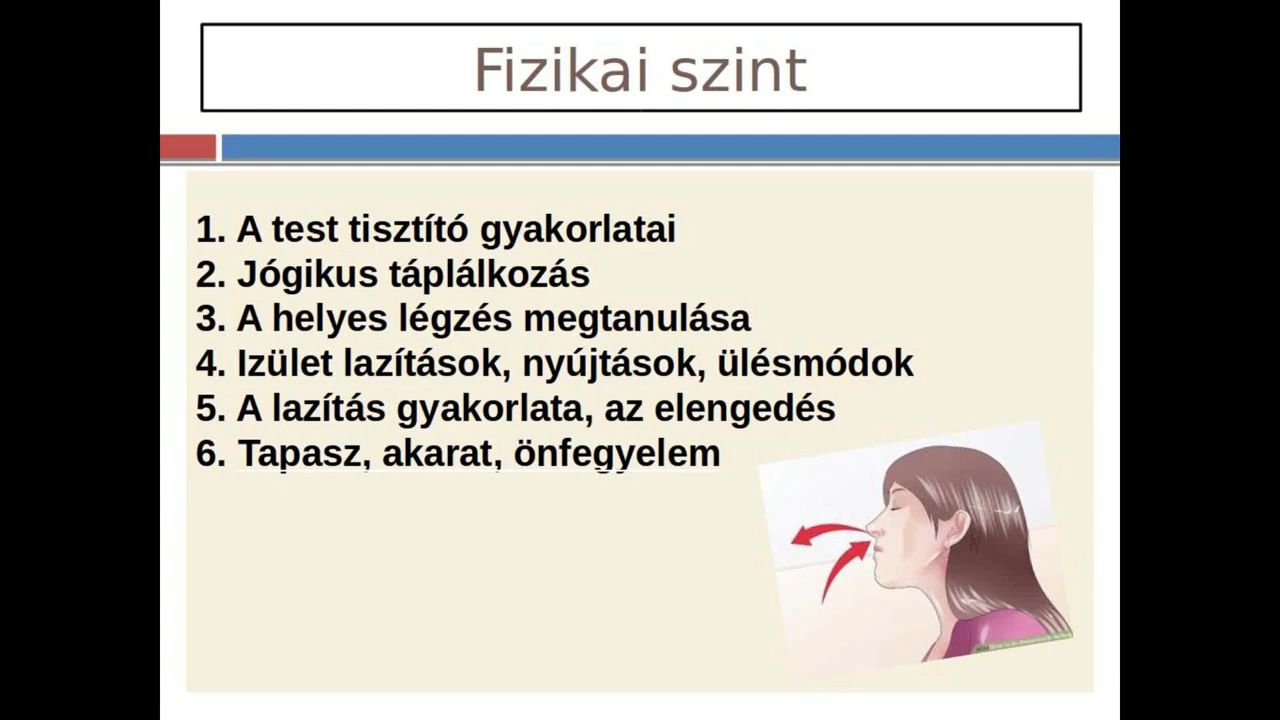 Fizikai szint
1. A test tisztító gyakorlatai
2. Jógikus táplálkozás
3. A helyes légzés megtanulása
4. Izület lazítások, nyújtások, ülésmódok
5. A lazítás gyakorlata, az elengedés
6. Tapasz, akarat, önfegyelem